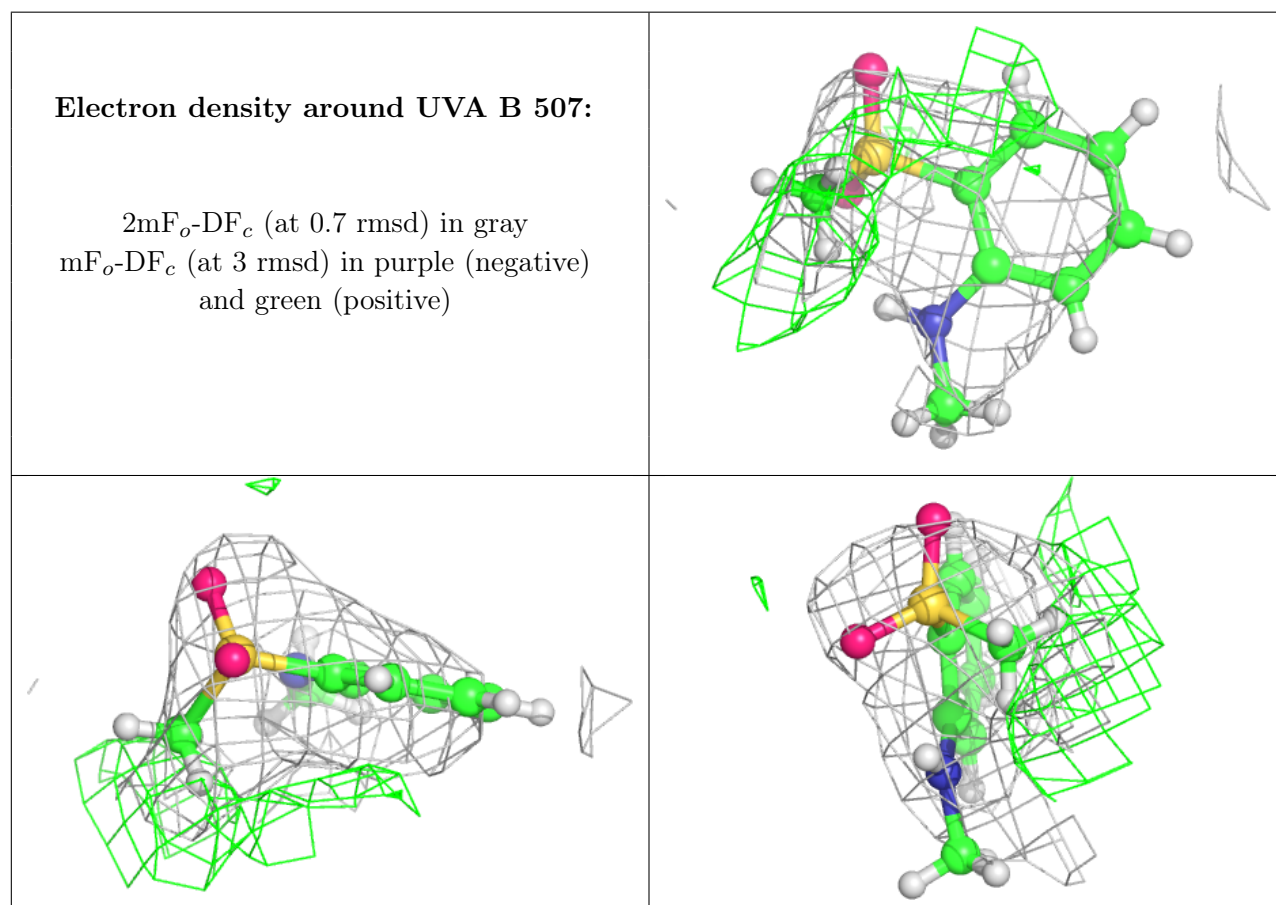 Electron density around UVA B 507:
2mFo-DFc (at 0.7 rmsd) in gray
mFo-DFc (at 3 rmsd) in purple (negative)
and green (positive)